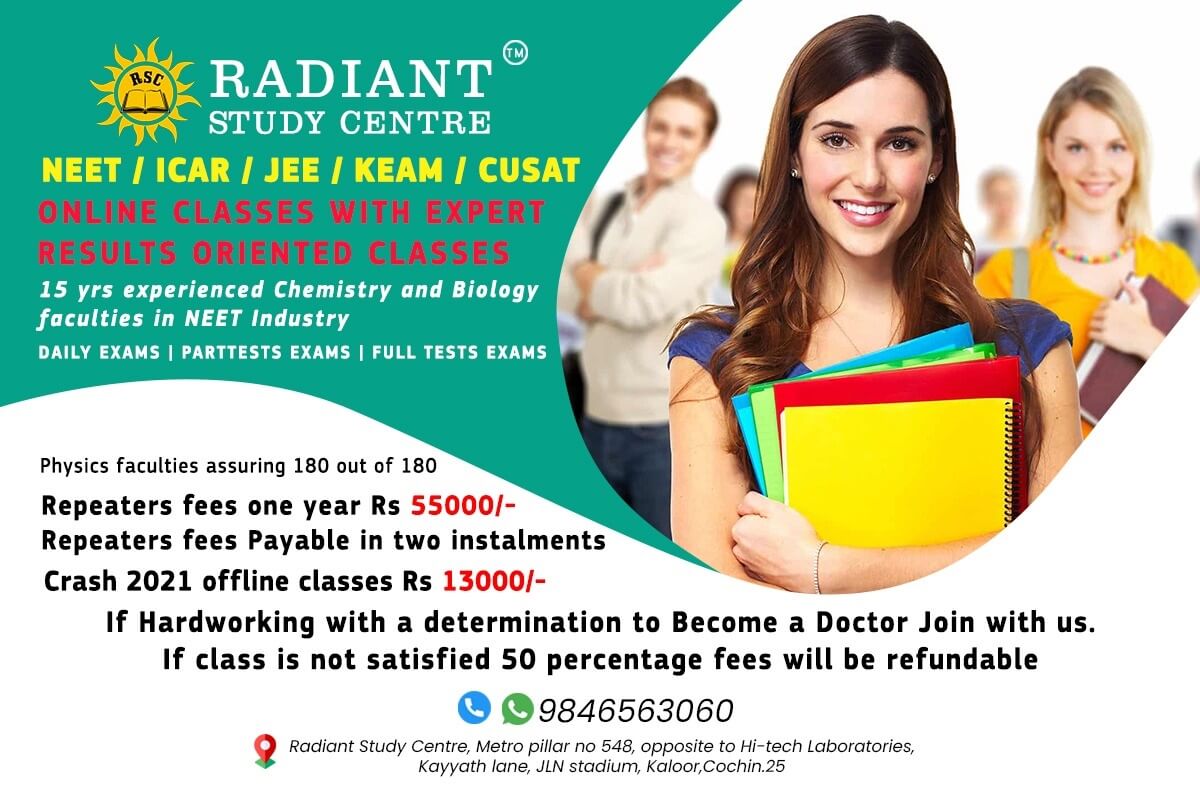 RSC
RADIANT TM
STUDY CENTRE
NEET / ICAR / JEE / KEAM / CUSAT
ONLINE CLASSES WITH EXPERT
RESULTS ORIENTED CLASSES
15 yrs experienced Chemistry and Biology
faculties in NEET Industry
DAILY EXAMS | PARTTESTS EXAMS | FULL TESTS EXAMS
Physics faculties assuring 180 out of 180
Repeaters fees one year Rs 55000/-
Repeaters fees Payable in two instalments
Crash 2021 offline classes Rs 13000/-
If Hardworking with a determination to Become a Doctor Join with us.
If class is not satisfied 50 percentage fees will be refundable
9846563060
Radiant Study Centre, Metro pillar no 548, opposite to Hi-tech Laboratories,
Kayyath lane, JLN stadium, Kaloor,Cochin.25